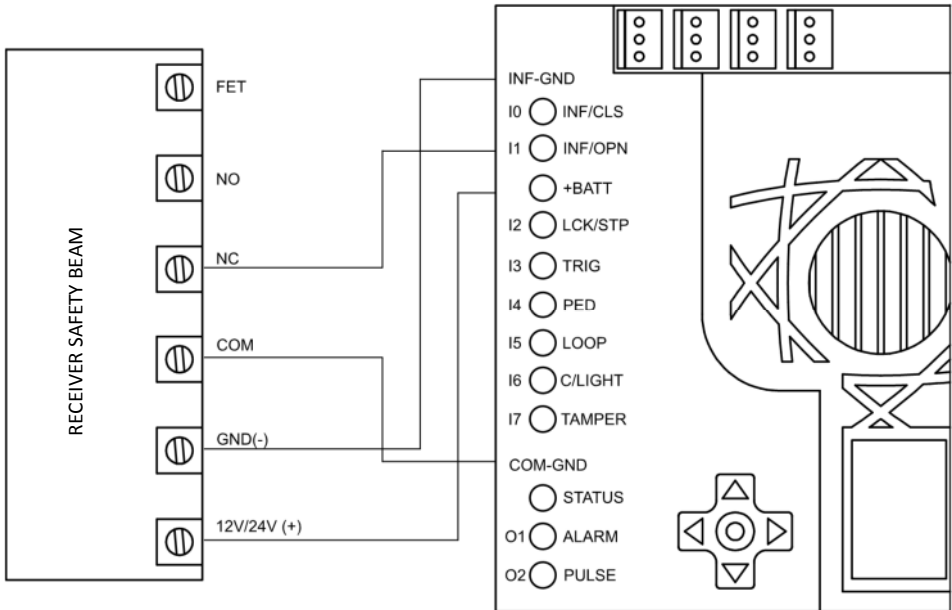 RECEIVER SAFETY BEAM
FET
NO
NC
COM
GND(-)
12V/24V (+)
INF-GND
I0 INF/CLS
I1 INF/OPN
+BATT
I2 LCK/STP
I3 TRIG
I4 PED
I5 LOOP
I6 C/LIGHT
I7 TAMPER
COM-GND
STATUS
O1 ALARM
O2 PULSE